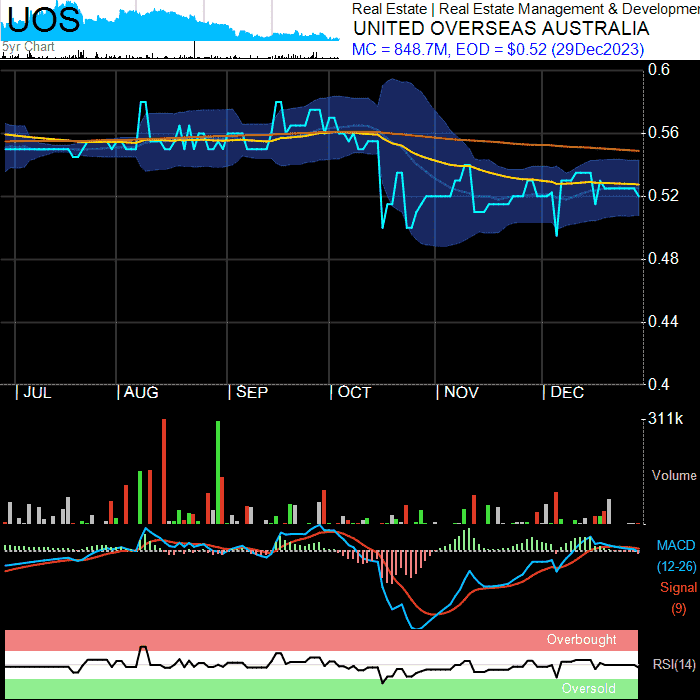 UOS
5yr Chart
Real Estate | Real Estate Management & Developmen
UNITED OVERSEAS AUSTRALIA
MC = 848.7M, EOD = $0.52 (29Dec2023)
0.6
0.56
0.52
0.48
0.44
0.4
JUL AUG SEP OCT NOV DEC
311k
Volume
MACD
(12-26)
Signal
(9)
Overbought
RSI(14)
Oversold